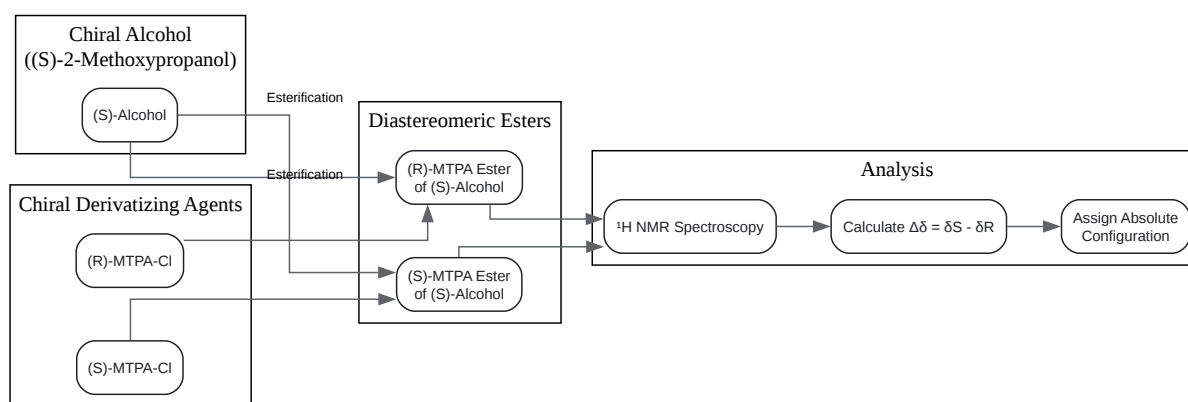 Chiral Alcohol
((S)-2-Methoxypropanol)
(S)-Alcohol
Esterification
Esterification
Chiral Derivatizing Agents
(R)-MTPA-Cl
(S)-MTPA-Cl
Diastereomeric Esters
(R)-MTPA Ester
of (S)-Alcohol
(S)-MTPA Ester
of (S)-Alcohol
Analysis
¹H NMR Spectroscopy
Calculate Δδ = δS - δR
Assign Absolute
Configuration